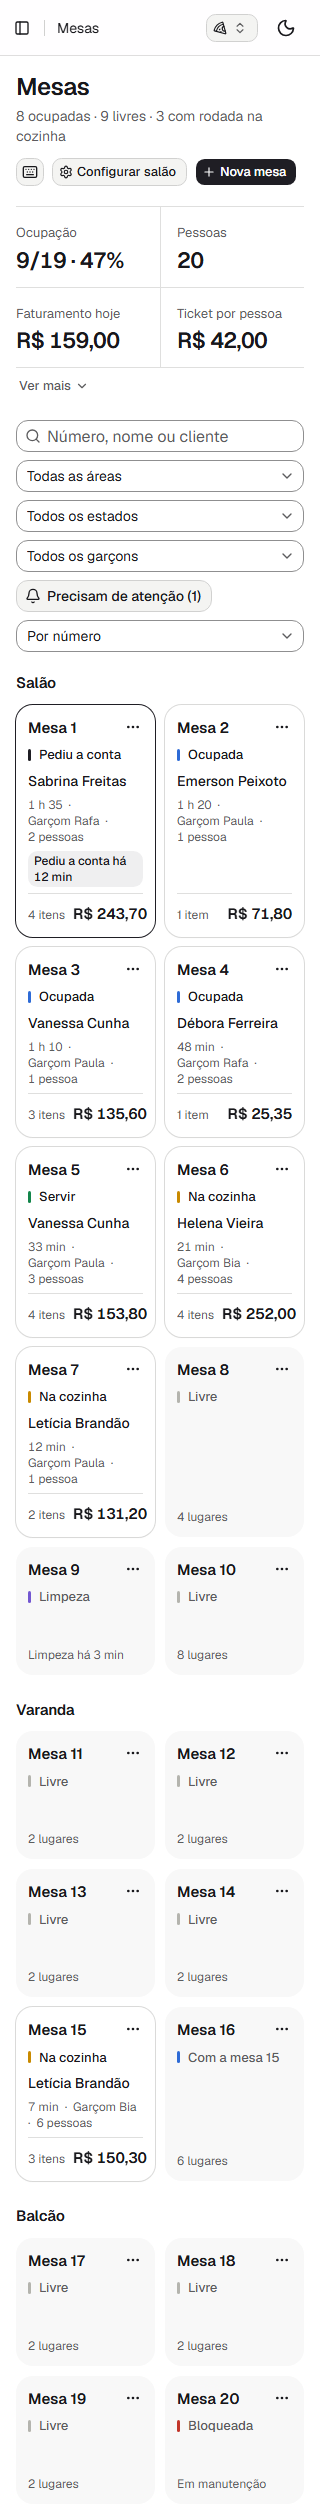 Mesas
Mesas
8 ocupadas · 9 livres · 3 com rodada na
cozinha
Configurar salão
Nova mesa
Ocupação
9/19 · 47%
Pessoas
20
Faturamento hoje
R$ 159,00
Ticket por pessoa
R$ 42,00
Ver mais
Número, nome ou cliente
Todas as áreas
Todos os estados
Todos os garçons
Precisam de atenção (1)
Por número
Salão
Mesa 1
Pediu a conta
Sabrina Freitas
1 h 35 ·
Garçom Rafa ·
2 pessoas
Pediu a conta há
12 min
4 itens R$ 243,70
Mesa 2
Ocupada
Emerson Peixoto
1 h 20 ·
Garçom Paula ·
1 pessoa
1 item R$ 71,80
Mesa 3
Ocupada
Vanessa Cunha
1 h 10 ·
Garçom Paula ·
1 pessoa
3 itens R$ 135,60
Mesa 4
Ocupada
Débora Ferreira
48 min ·
Garçom Rafa ·
2 pessoas
1 item R$ 25,35
Mesa 5
Servir
Vanessa Cunha
33 min ·
Garçom Paula ·
3 pessoas
4 itens R$ 153,80
Mesa 6
Na cozinha
Helena Vieira
21 min ·
Garçom Bia ·
4 pessoas
4 itens R$ 252,00
Mesa 7
Na cozinha
Letícia Brandão
12 min ·
Garçom Paula ·
1 pessoa
2 itens R$ 131,20
Mesa 8
Livre
4 lugares
Mesa 9
Limpeza
Limpeza há 3 min
Mesa 10
Livre
8 lugares
Varanda
Mesa 11
Livre
2 lugares
Mesa 12
Livre
2 lugares
Mesa 13
Livre
2 lugares
Mesa 14
Livre
2 lugares
Mesa 15
Na cozinha
Letícia Brandão
7 min · Garçom Bia
· 6 pessoas
3 itens R$ 150,30
Mesa 16
Com a mesa 15
6 lugares
Balcão
Mesa 17
Livre
2 lugares
Mesa 18
Livre
2 lugares
Mesa 19
Livre
2 lugares
Mesa 20
Bloqueada
Em manutenção